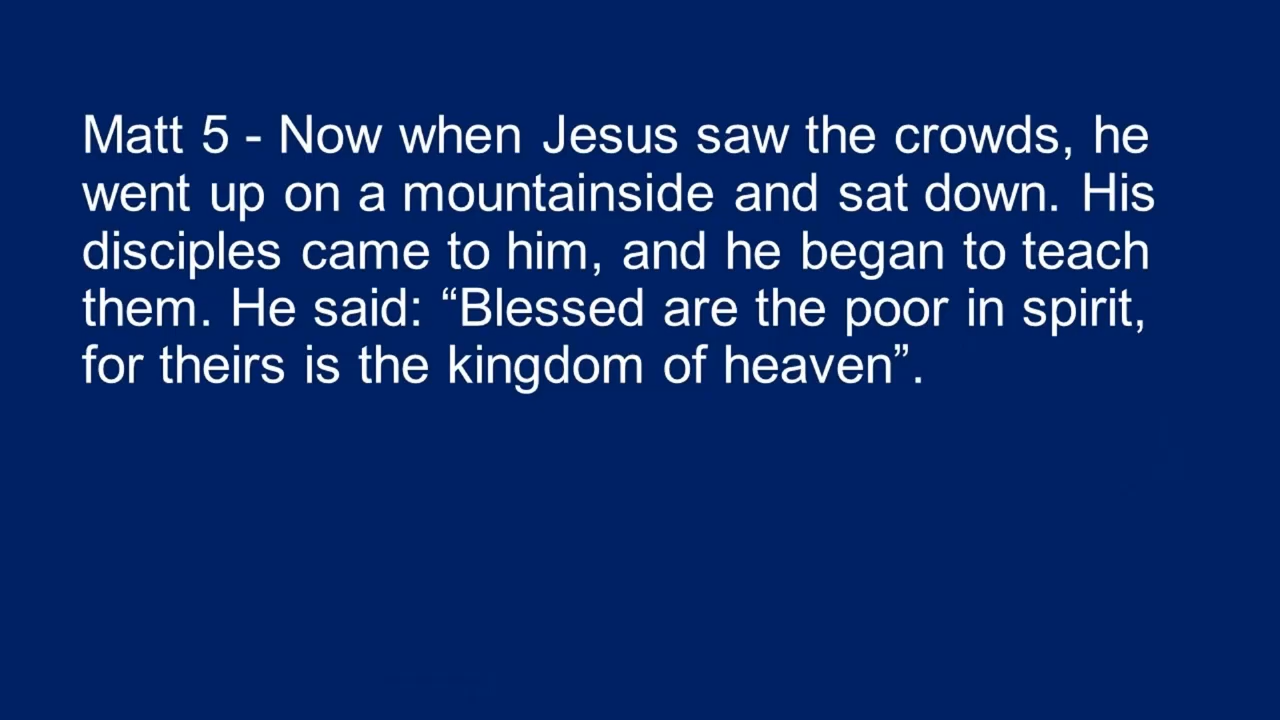 Matt 5 - Now when Jesus saw the crowds, he
went up on a mountainside and sat down. His
disciples came to him, and he began to teach
them. He said: “Blessed are the poor in spirit,
for theirs is the kingdom of heaven”.